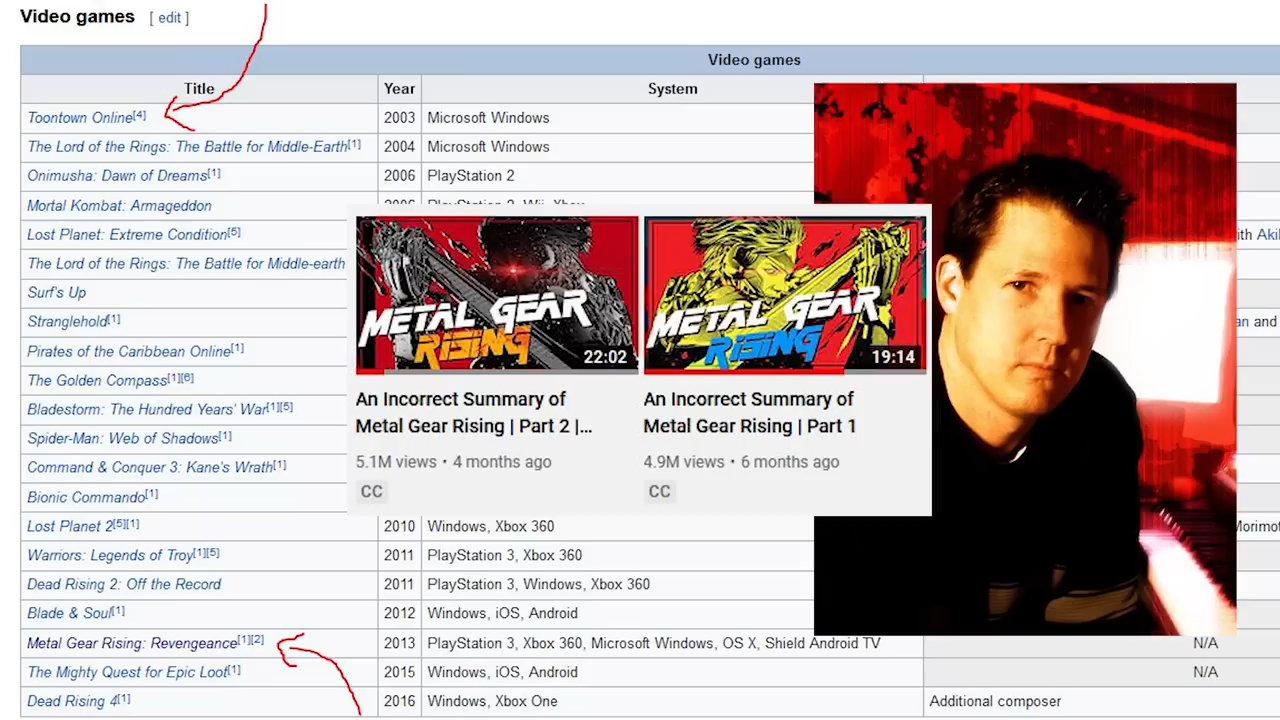 Video games [ edit ]
Video games
Title Year System
Toontown Online[4] 2003 Microsoft Windows
The Lord of the Rings: The Battle for Middle-Earth[1] 2004 Microsoft Windows
Onimusha: Dawn of Dreams[1] 2006 PlayStation 2
Mortal Kombat: Armageddon 2006 PlayStation 2, Wii, Xbox
Lost Planet: Extreme Condition[5]
The Lord of the Rings: The Battle for Middle-earth
Surf's Up
Stranglehold[1] and
Pirates of the Caribbean Online[1]
The Golden Compass[1][6]
Bladestorm: The Hundred Years' War[1][5]
Spider-Man: Web of Shadows[1]
Command & Conquer 3: Kane's Wrath[1]
Bionic Commando[1]
Lost Planet 2[5][1] 2010 Windows, Xbox 360
Warriors: Legends of Troy[1][5] 2011 PlayStation 3, Xbox 360
Dead Rising 2: Off the Record 2011 PlayStation 3, Windows, Xbox 360
Blade & Soul[1] 2012 Windows, iOS, Android
Metal Gear Rising: Revengeance[1][2] 2013 PlayStation 3, Xbox 360, Microsoft Windows, OS X, Shield Android TV N/A
The Mighty Quest for Epic Loot[1] 2015 Windows, iOS, Android N/A
Dead Rising 4[1] 2016 Windows, Xbox One Additional composer
METAL GEAR
RISING
22:02
An Incorrect Summary of
Metal Gear Rising | Part 2 |...
5.1M views • 4 months ago
CC
METAL GEAR
RISING
19:14
An Incorrect Summary of
Metal Gear Rising | Part 1
4.9M views • 6 months ago
CC